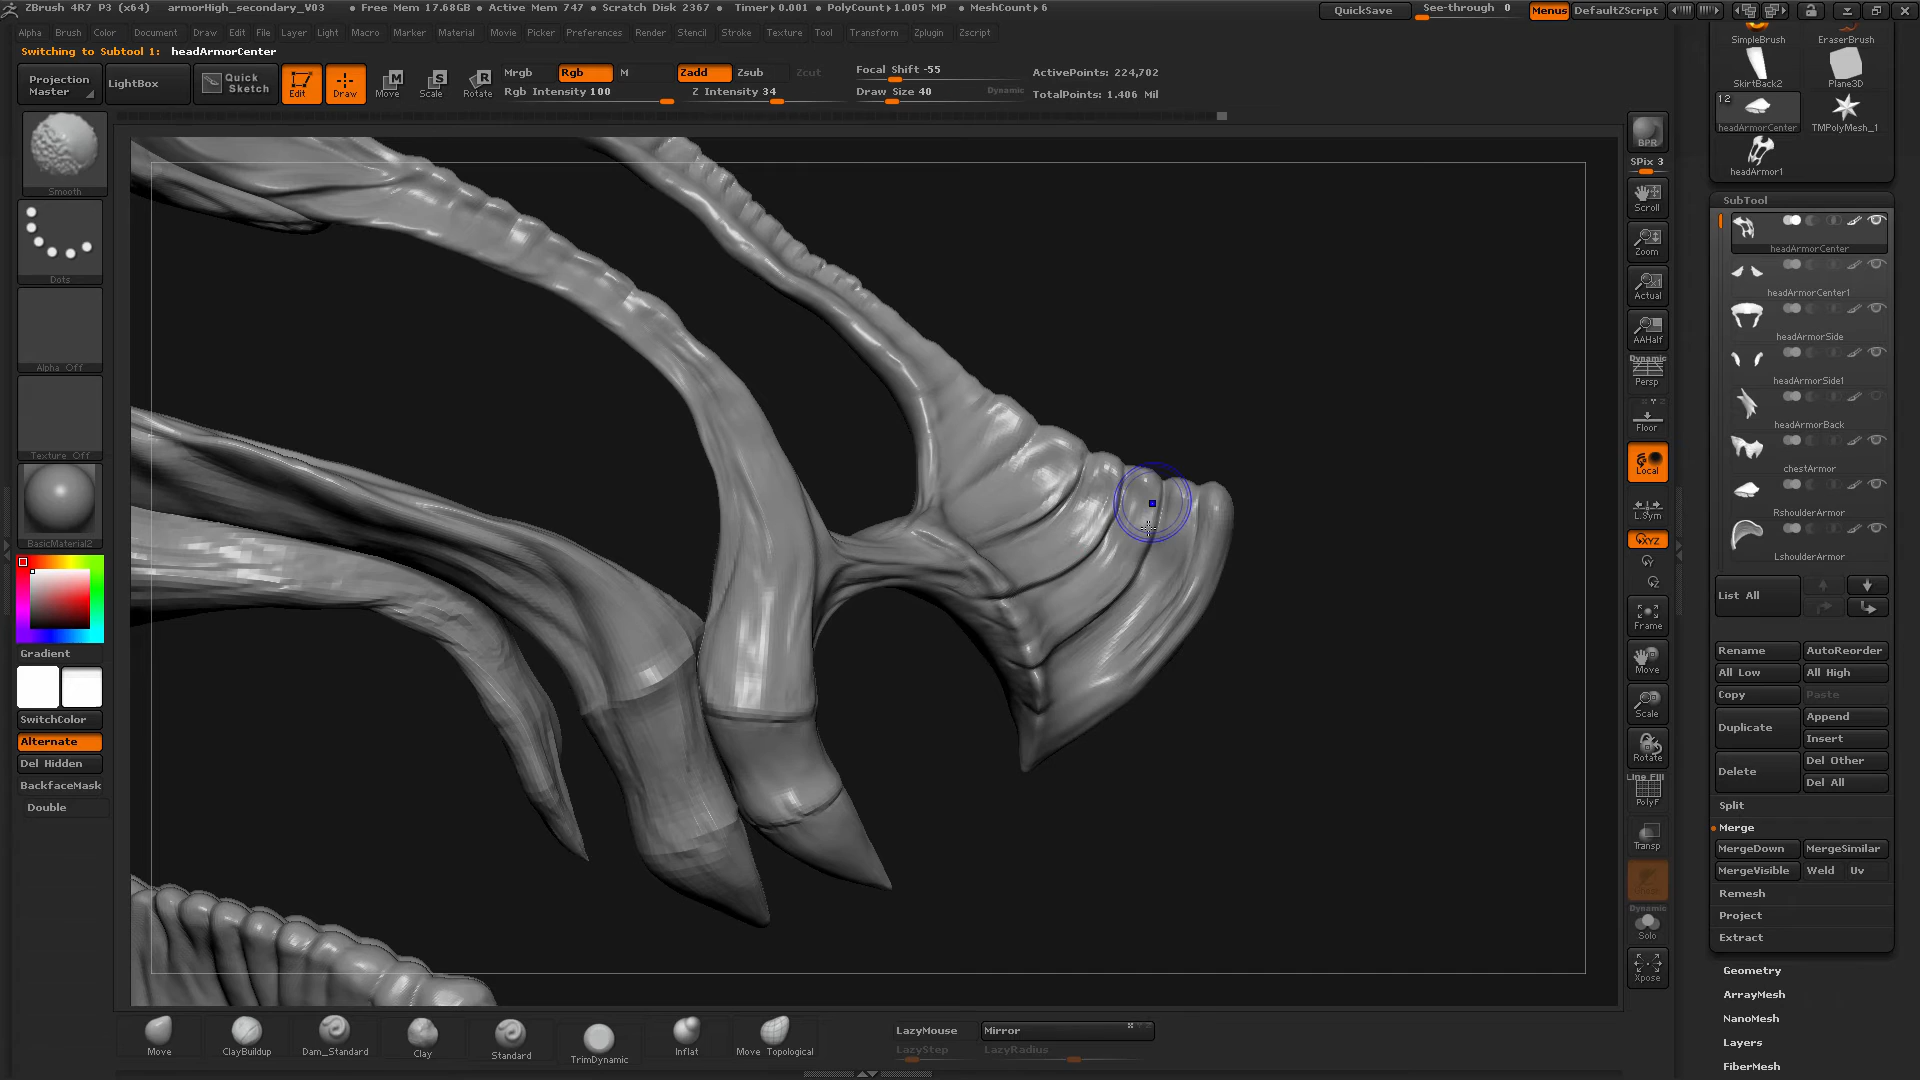 ZBrush 4R7 P3 (x64) armorHigh_secondary_V03 • Free Mem 17.68GB • Active Mem 747 • Scratch Disk 2367 • Timer▸0.001 • PolyCount▸1.005 MP • MeshCount▸6 QuickSave See-through 0 Menus DefaultZScript
Alpha Brush Color Document Draw Edit File Layer Light Macro Marker Material Movie Picker Preferences Render Stencil Stroke Texture Tool Transform Zplugin Zscript
Switching to Subtool 1: headArmorCenter
Projection Master
LightBox
Quick Sketch
Edit
Draw
Move
Scale
Rotate
Mrgb Rgb M
Rgb Intensity 100
Zadd Zsub Zcut
Z Intensity 34
Focal Shift -55
Draw Size 40
Dynamic
ActivePoints: 224,702
TotalPoints: 1.406 Mil
Smooth
Dots
Alpha Off
Texture Off
BasicMaterial2
Gradient
SwitchColor
Alternate
Del Hidden
BackfaceMask
Double
BPR
SPix 3
Scroll
Zoom
Actual
AAHalf
Dynamic
Persp
Floor
Local
L.Sym
XYZ
Y
Z
Frame
Move
Scale
Rotate
Line Fill
PolyF
Transp
Dynamic
Solo
Xpose
SimpleBrush EraserBrush
SkirtBack2 Plane3D
12
headArmorCenter TMPolyMesh_1
headArmor1
SubTool
headArmorCenter
headArmorCenter1
headArmorSide
headArmorSide1
headArmorBack
chestArmor
RshoulderArmor
LshoulderArmor
List All
Rename AutoReorder
All Low All High
Copy Paste
Duplicate Append
Insert
Delete Del Other
Del All
Split
Merge
MergeDown MergeSimilar
MergeVisible Weld Uv
Remesh
Project
Extract
Geometry
ArrayMesh
NanoMesh
Layers
FiberMesh
Move ClayBuildup Dam_Standard Clay Standard TrimDynamic Inflat Move Topological
LazyMouse Mirror
LazyStep LazyRadius